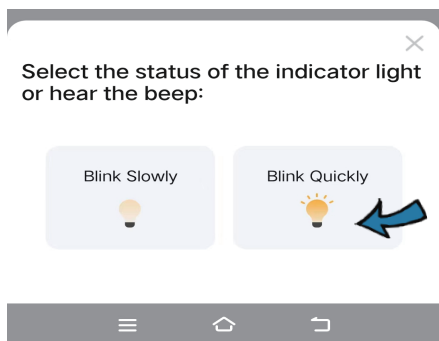 Select the status of the indicator light
or hear the beep:
Blink Slowly
Blink Quickly